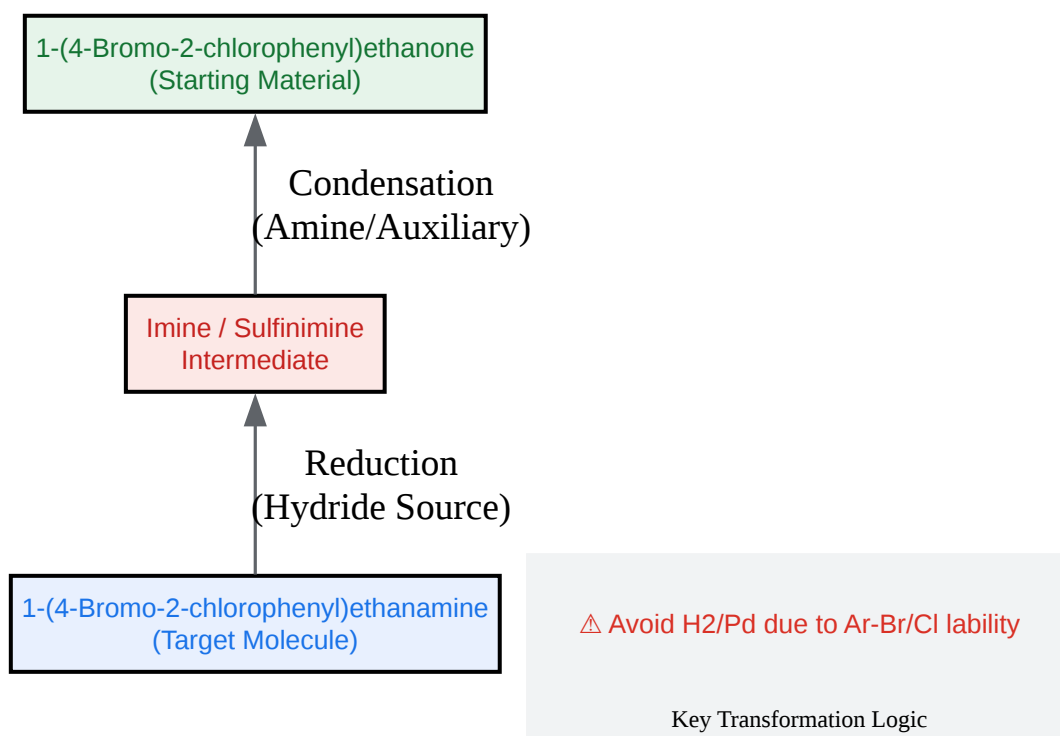 1-(4-Bromo-2-chlorophenyl)ethanone
(Starting Material)
Condensation
(Amine/Auxiliary)
Imine / Sulfinimine
Intermediate
Reduction
(Hydride Source)
1-(4-Bromo-2-chlorophenyl)ethanamine
(Target Molecule)
⚠ Avoid H2/Pd due to Ar-Br/Cl lability
Key Transformation Logic